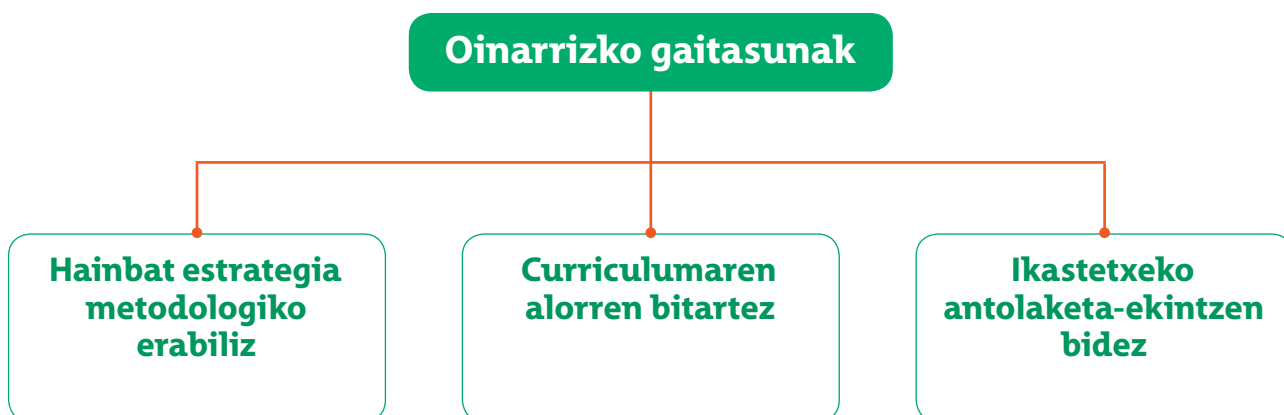 Oinarrizko gaitasunak
Hainbat estrategia
metodologiko
erabiliz
Curriculumaren
alorren bitartez
Ikastetxeko
antolaketa-ekintzen
bidez